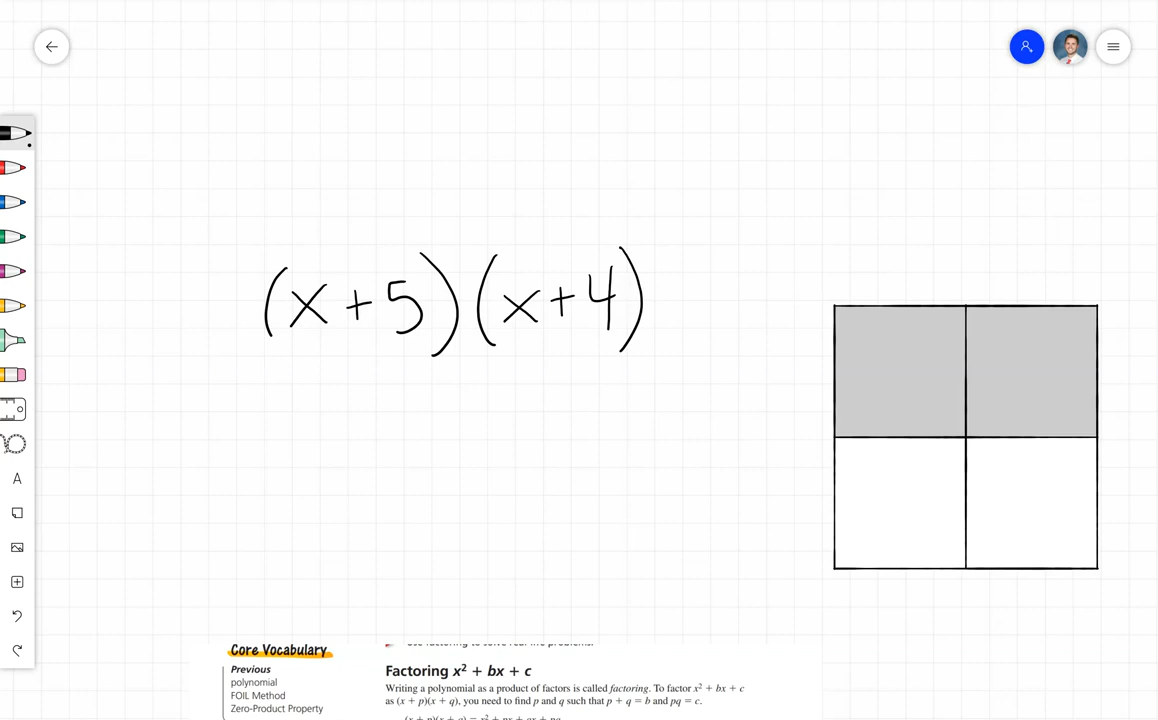 (x + 5)(x + 4)
A
Core Vocabulary
Previous
polynomial
FOIL Method
Zero-Product Property
Factoring x² + bx + c
Writing a polynomial as a product of factors is called factoring. To factor x² + bx + c
as (x + p)(x + q), you need to find p and q such that p + q = b and pq = c.